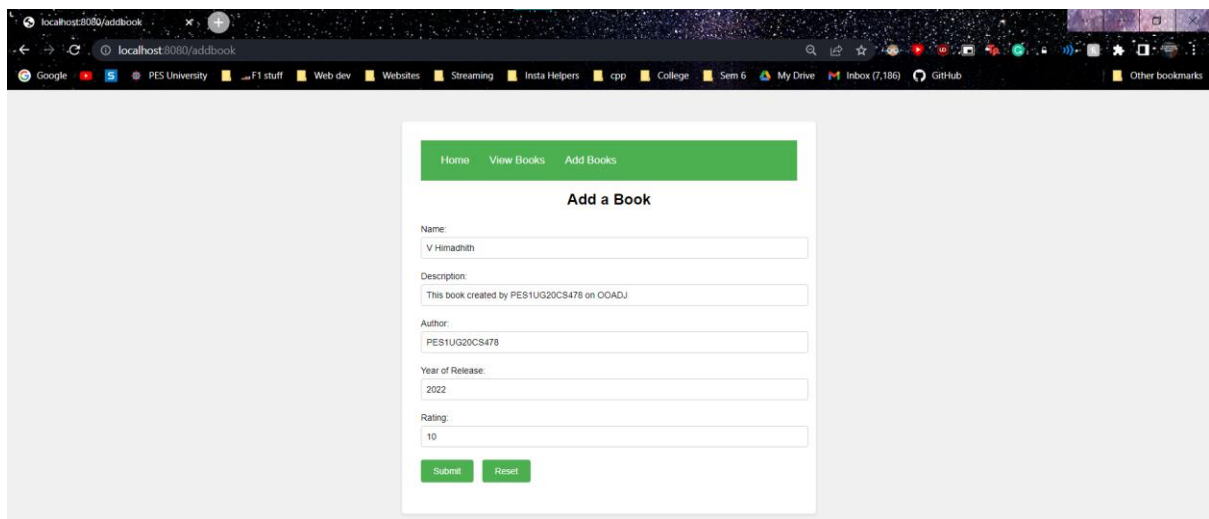 localhost:8080/addbook
localhost:8080/addbook
Google PES University F1 stuff Web dev Websites Streaming Insta Helpers cpp College Sem 6 My Drive Inbox (7,186) GitHub Other bookmarks
Home View Books Add Books
Add a Book
Name:
V Himadhith
Description:
This book created by PES1UG20CS478 on OOADJ
Author:
PES1UG20CS478
Year of Release:
2022
Rating:
10
Submit Reset